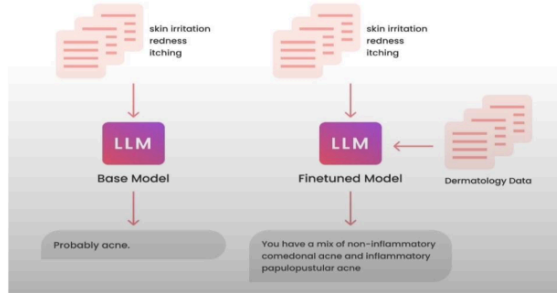 skin irritation
redness
itching
LLM
Base Model
Probably acne.
skin irritation
redness
itching
LLM
Finetuned Model
Dermatology Data
You have a mix of non-inflammatory
comedonal acne and inflammatory
papulopustular acne